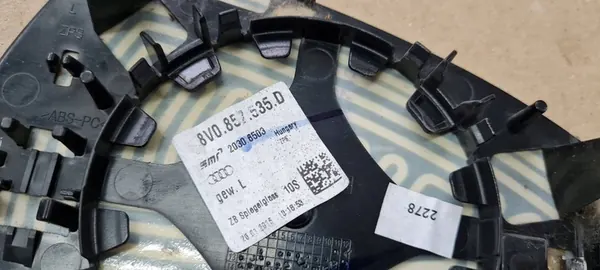 L
ABS-PC
8V0.857.535.D
smr 2030 6503 Hungary
gew. L
ZB Spiegelglas 10S
2278